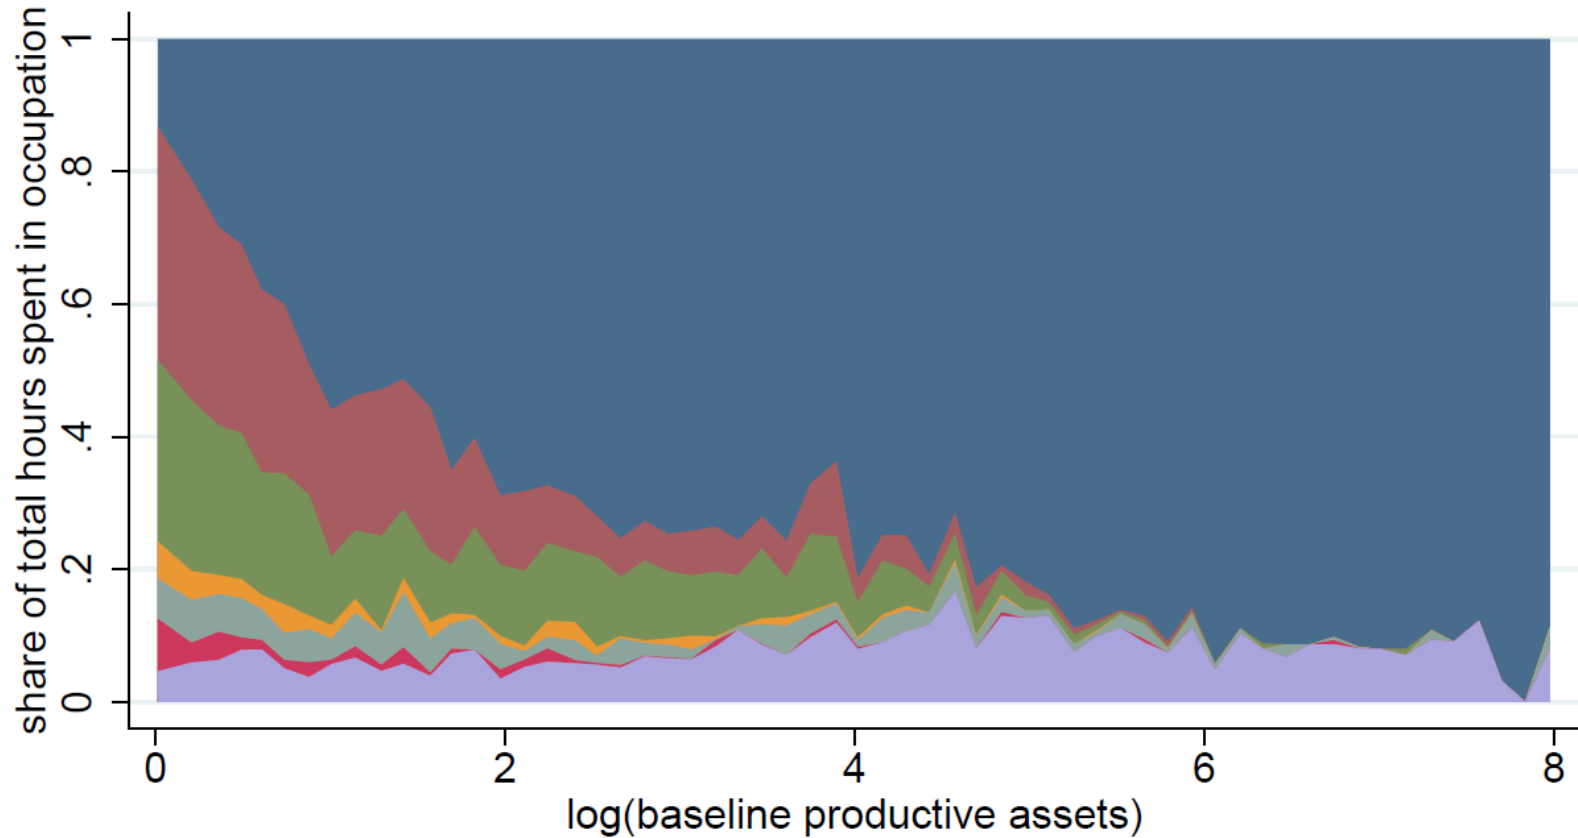 share of total hours spent in occupation
1
.8
.6
.4
.2
0
0 2 4 6 8
log(baseline productive assets)